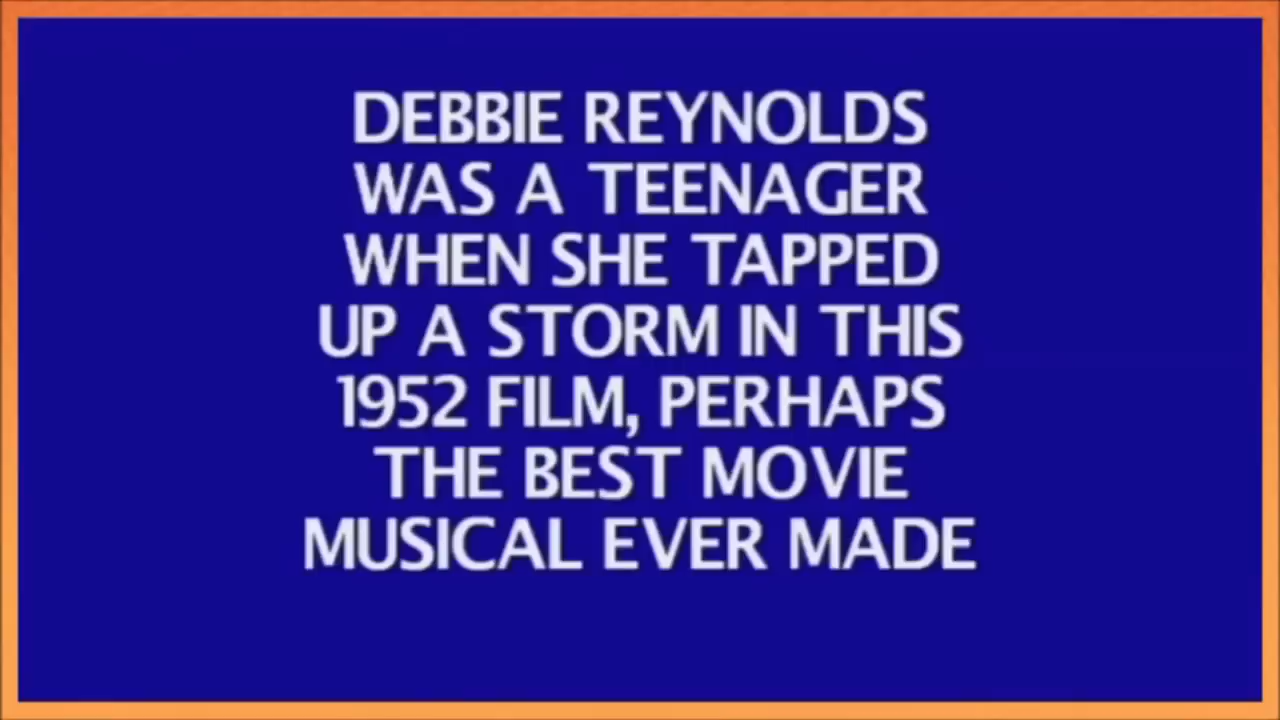 DEBBIE REYNOLDS
WAS A TEENAGER
WHEN SHE TAPPED
UP A STORM IN THIS
1952 FILM, PERHAPS
THE BEST MOVIE
MUSICAL EVER MADE